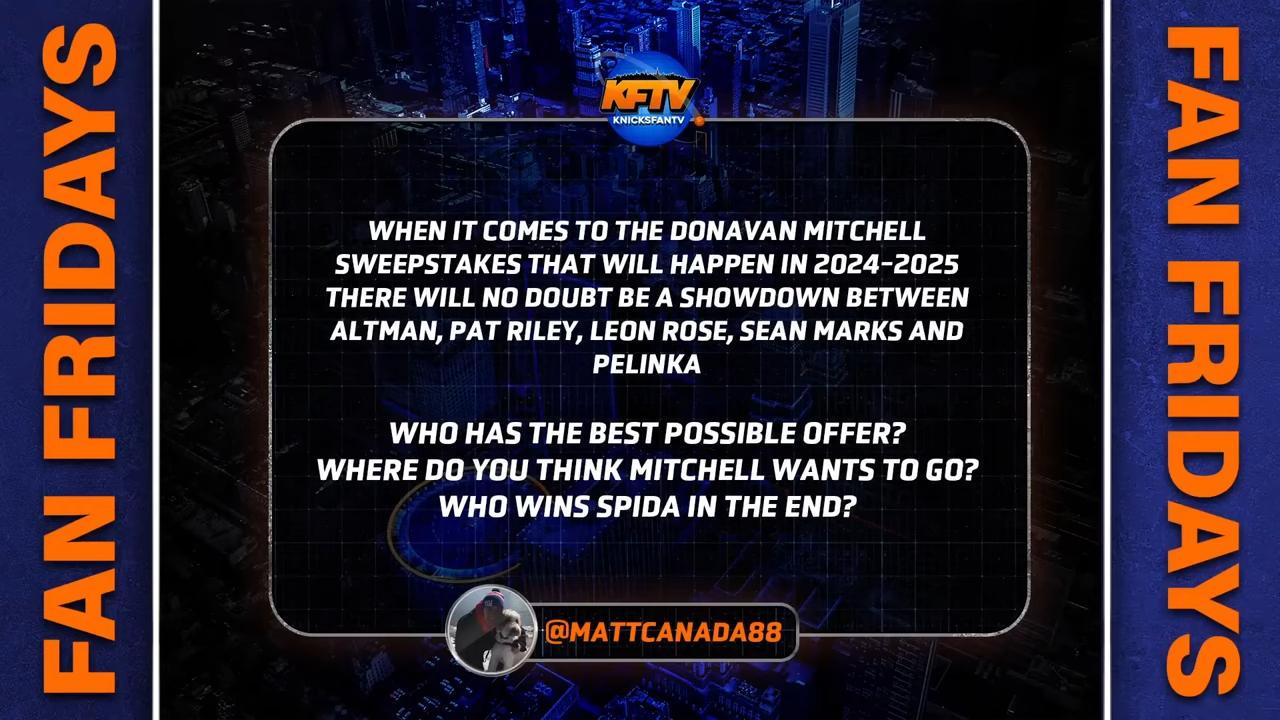 FAN FRIDAYS
KFTV
KNICKSFANTV
WHEN IT COMES TO THE DONAVAN MITCHELL
SWEEPSTAKES THAT WILL HAPPEN IN 2024-2025
THERE WILL NO DOUBT BE A SHOWDOWN BETWEEN
ALTMAN, PAT RILEY, LEON ROSE, SEAN MARKS AND
PELINKA
WHO HAS THE BEST POSSIBLE OFFER?
WHERE DO YOU THINK MITCHELL WANTS TO GO?
WHO WINS SPIDA IN THE END?
@MATTCANADA88
FAN FRIDAYS